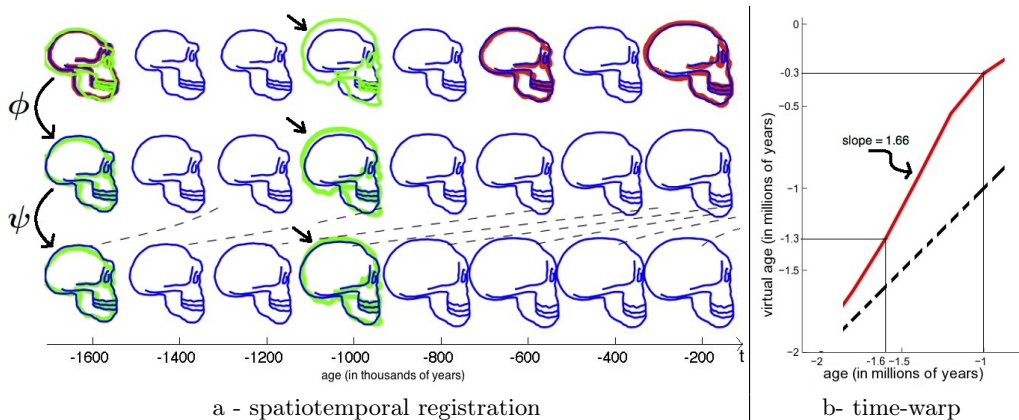 ϕ
ψ
-1600 -1400 -1200 -1000 -800 -600 -400 -200 t
age (in thousands of years)
a - spatiotemporal registration
0
-0.3
-0.5
slope = 1.66
-1
-1.3
-1.5
-2
virtual age (in millions of years)
-2 -1.6 -1.5 -1
age (in millions of years)
b- time-warp